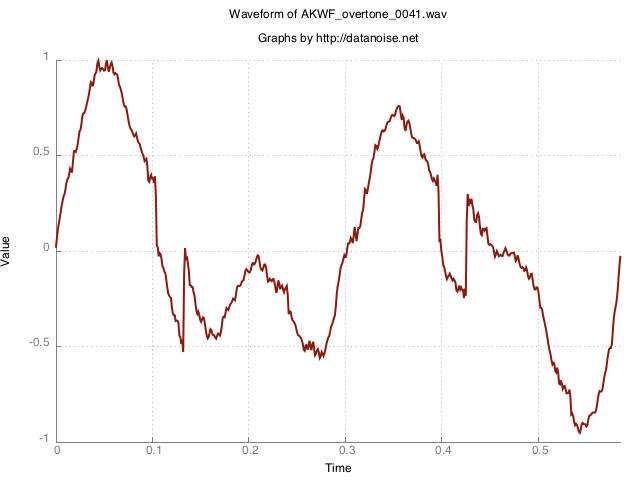 Waveform of AKWF_overtone_0041.wav
Graphs by http://datanoise.net
1
0.5
0
-0.5
-1
Value
0 0.1 0.2 0.3 0.4 0.5
Time